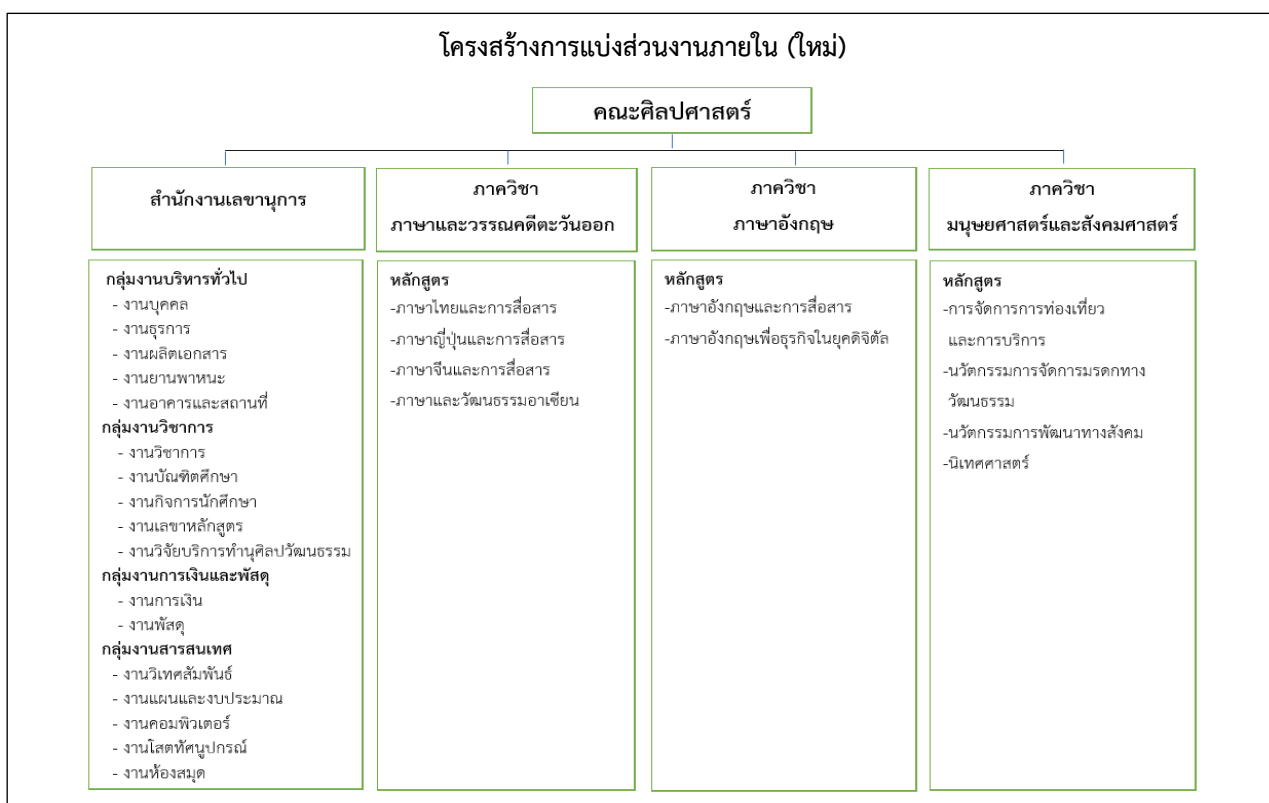 โครงสร้างการแบ่งส่วนงานภายใน (ใหม่)
คณะศิลปศาสตร์
สำนักงานเลขานุการ
ภาควิชา
ภาษาและวรรณคดีตะวันออก
ภาควิชา
ภาษาอังกฤษ
ภาควิชา
มนุษยศาสตร์และสังคมศาสตร์
กลุ่มงานบริหารทั่วไป
- งานบุคคล
- งานธุรการ
- งานผลิตเอกสาร
- งานยานพาหนะ
- งานอาคารและสถานที่
กลุ่มงานวิชาการ
- งานวิชาการ
- งานบัณฑิตศึกษา
- งานกิจการนักศึกษา
- งานเลขาหลักสูตร
- งานวิจัยบริการทำนุศิลปวัฒนธรรม
กลุ่มงานการเงินและพัสดุ
- งานการเงิน
- งานพัสดุ
กลุ่มงานสารสนเทศ
- งานวิเทศสัมพันธ์
- งานแผนและงบประมาณ
- งานคอมพิวเตอร์
- งานโสตทัศนูปกรณ์
- งานห้องสมุด
หลักสูตร
-ภาษาไทยและการสื่อสาร
-ภาษาญี่ปุ่นและการสื่อสาร
-ภาษาจีนและการสื่อสาร
-ภาษาและวัฒนธรรมอาเซียน
หลักสูตร
-ภาษาอังกฤษและการสื่อสาร
-ภาษาอังกฤษเพื่อธุรกิจในยุคดิจิตัล
หลักสูตร
-การจัดการการท่องเที่ยว
และการบริการ
-นวัตกรรมการจัดการมรดกทาง
วัฒนธรรม
-นวัตกรรมการพัฒนาทางสังคม
-นิเทศศาสตร์